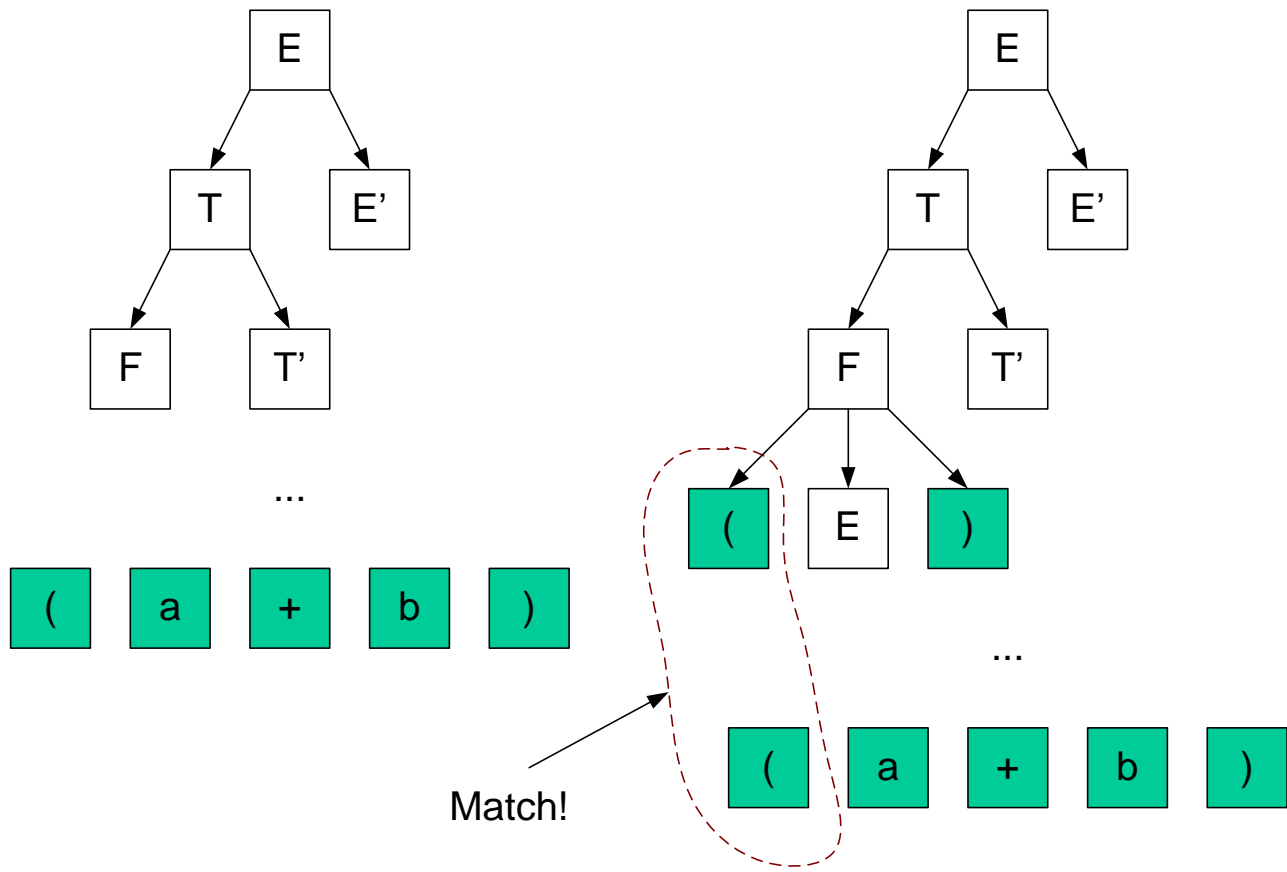 E
T E’
F T’
...
( a + b )
E
T E’
F T’
( E )
...
( a + b )
Match!